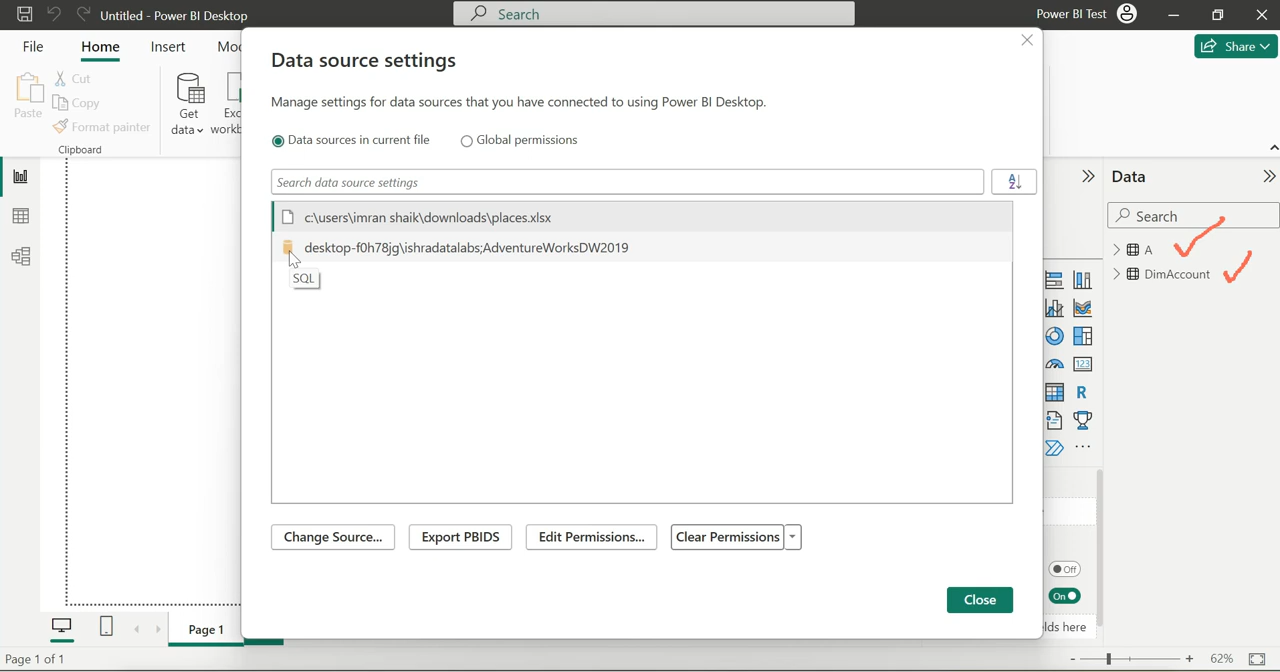 Untitled - Power BI Desktop
Search
Power BI Test
File
Home
Insert
Share
Paste
Cut
Copy
Format painter
Clipboard
Get
data
Data source settings
Manage settings for data sources that you have connected to using Power BI Desktop.
Data sources in current file
Global permissions
Search data source settings
c:\users\imran shaik\downloads\places.xlsx
desktop-f0h78jg\ishradatalabs;AdventureWorksDW2019
SQL
Change Source...
Export PBIDS
Edit Permissions...
Clear Permissions
Close
Data
Search
A
DimAccount
123
R
Off
On
Page 1
Page 1 of 1
62%